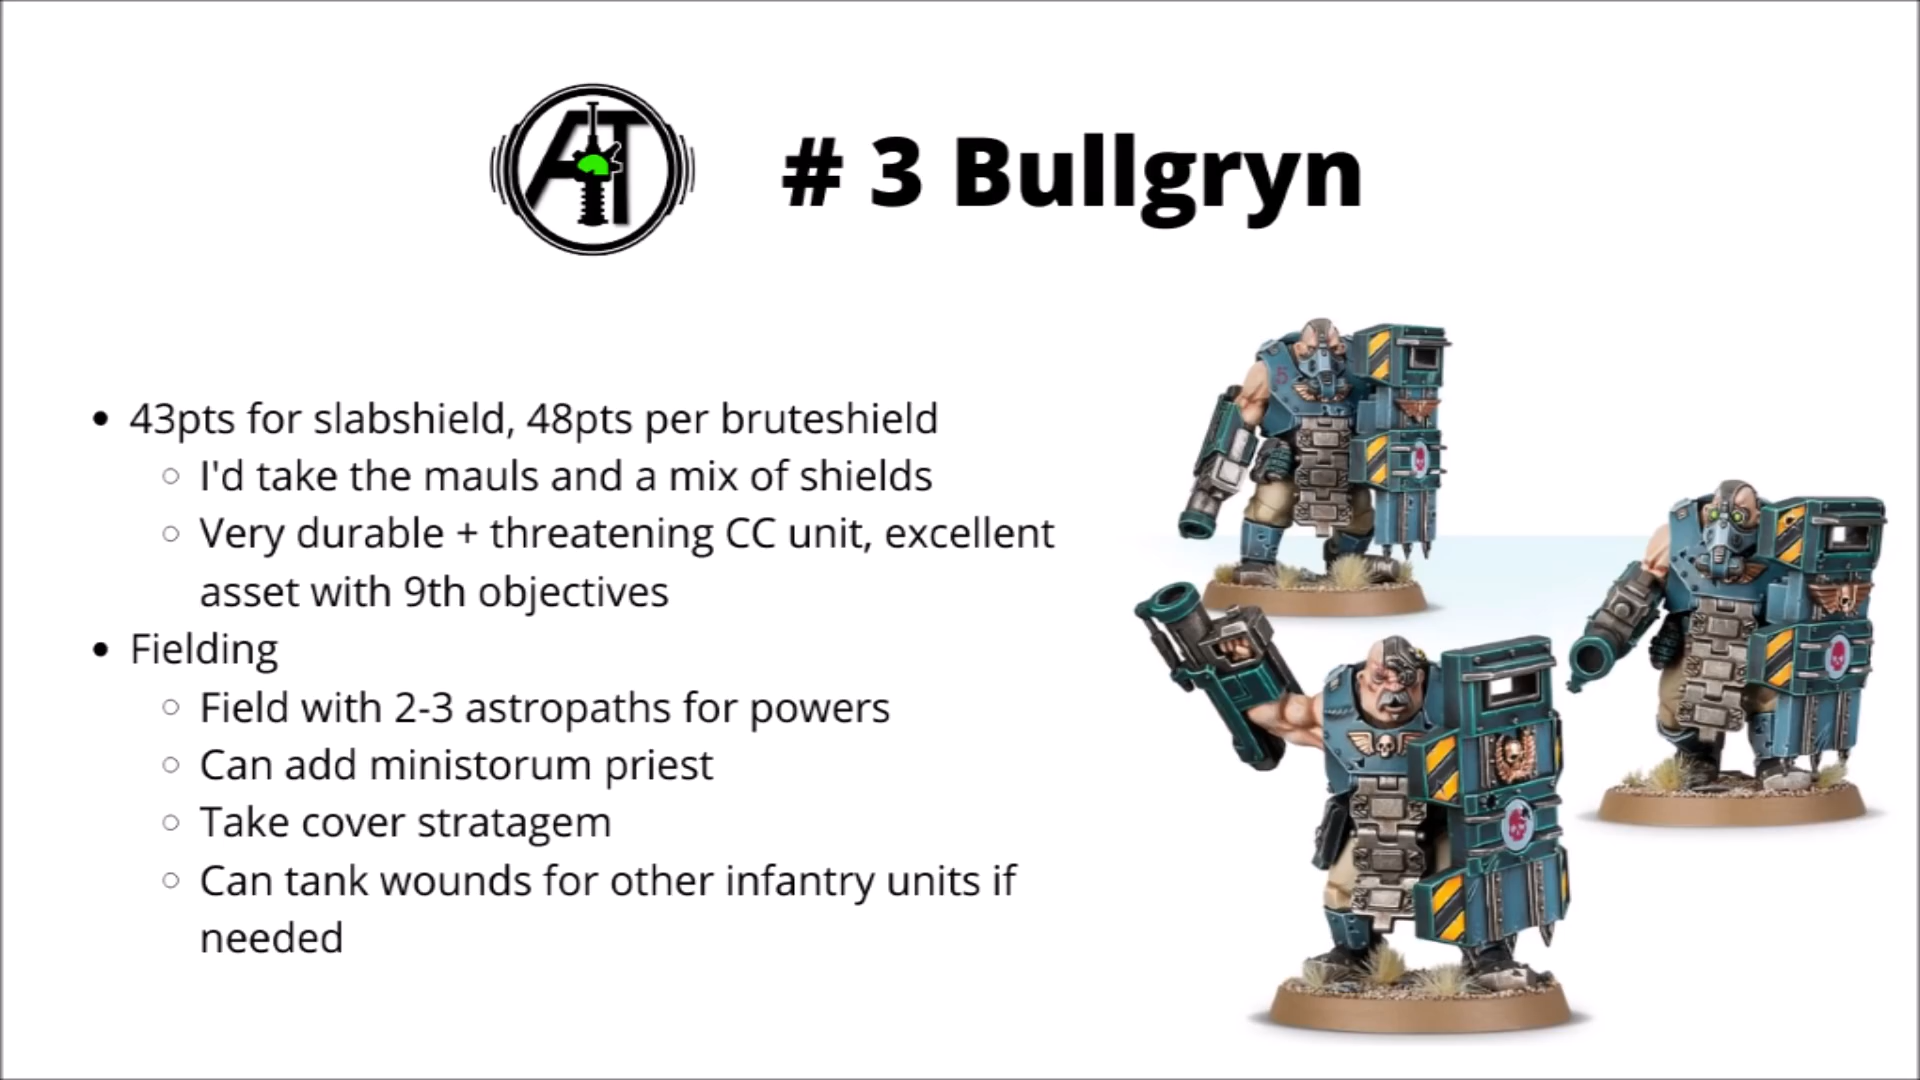 AT
# 3 Bullgryn
43pts for slabshield, 48pts per bruteshield
I'd take the mauls and a mix of shields
Very durable + threatening CC unit, excellent
asset with 9th objectives
Fielding
Field with 2-3 astropaths for powers
Can add ministorum priest
Take cover stratagem
Can tank wounds for other infantry units if
needed